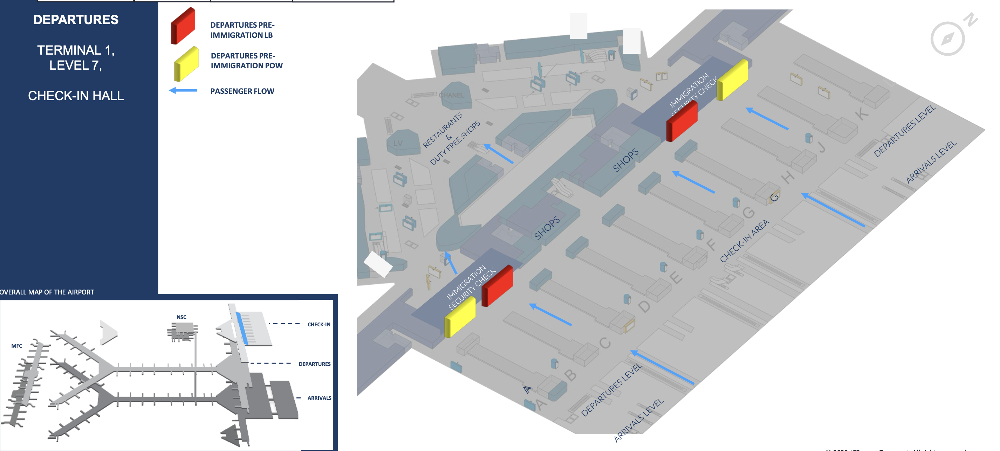 DEPARTURES
TERMINAL 1,
LEVEL 7,
CHECK-IN HALL
DEPARTURES PRE-
IMMIGRATION LB
DEPARTURES PRE-
IMMIGRATION POW
PASSENGER FLOW
N
CHANEL
LV
RESTAURANTS
&
DUTY FREE SHOPS
IMMIGRATION
SECURITY CHECK
SHOPS
SHOPS
IMMIGRATION
SECURITY CHECK
K
J
H
G
G
F
E
D
C
B
A
A
CHECK-IN AREA
DEPARTURES LEVEL
ARRIVALS LEVEL
DEPARTURES LEVEL
ARRIVALS LEVEL
OVERALL MAP OF THE AIRPORT
NSC
MFC
CHECK-IN
DEPARTURES
ARRIVALS